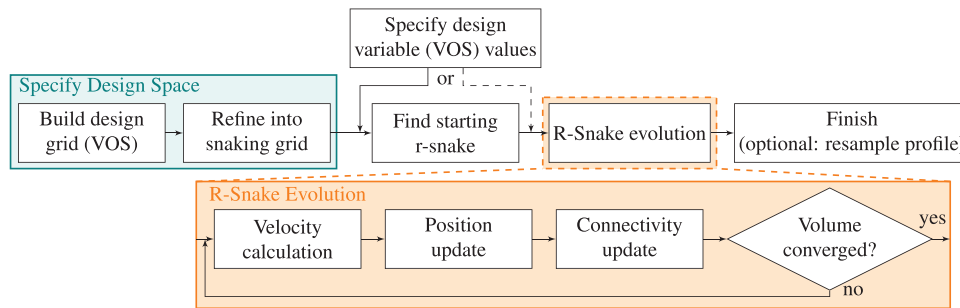 Specify design
variable (VOS) values
or
Specify Design Space
Build design
grid (VOS)
Refine into
snaking grid
Find starting
r-snake
R-Snake evolution
Finish
(optional: resample profile)
R-Snake Evolution
Velocity
calculation
Position
update
Connectivity
update
Volume
converged?
yes
no